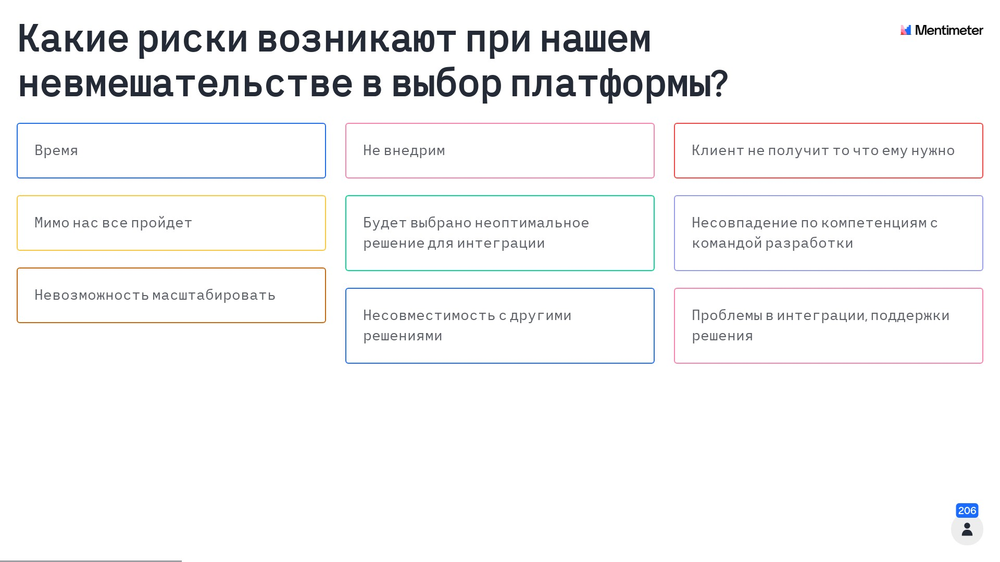 Какие риски возникают при нашем
невмешательстве в выбор платформы?
Mentimeter
Время
Не внедрим
Клиент не получит то что ему нужно
Мимо нас все пройдет
Будет выбрано неоптимальное
решение для интеграции
Несовпадение по компетенциям с
командой разработки
Невозможность масштабировать
Несовместимость с другими
решениями
Проблемы в интеграции, поддержки
решения
206